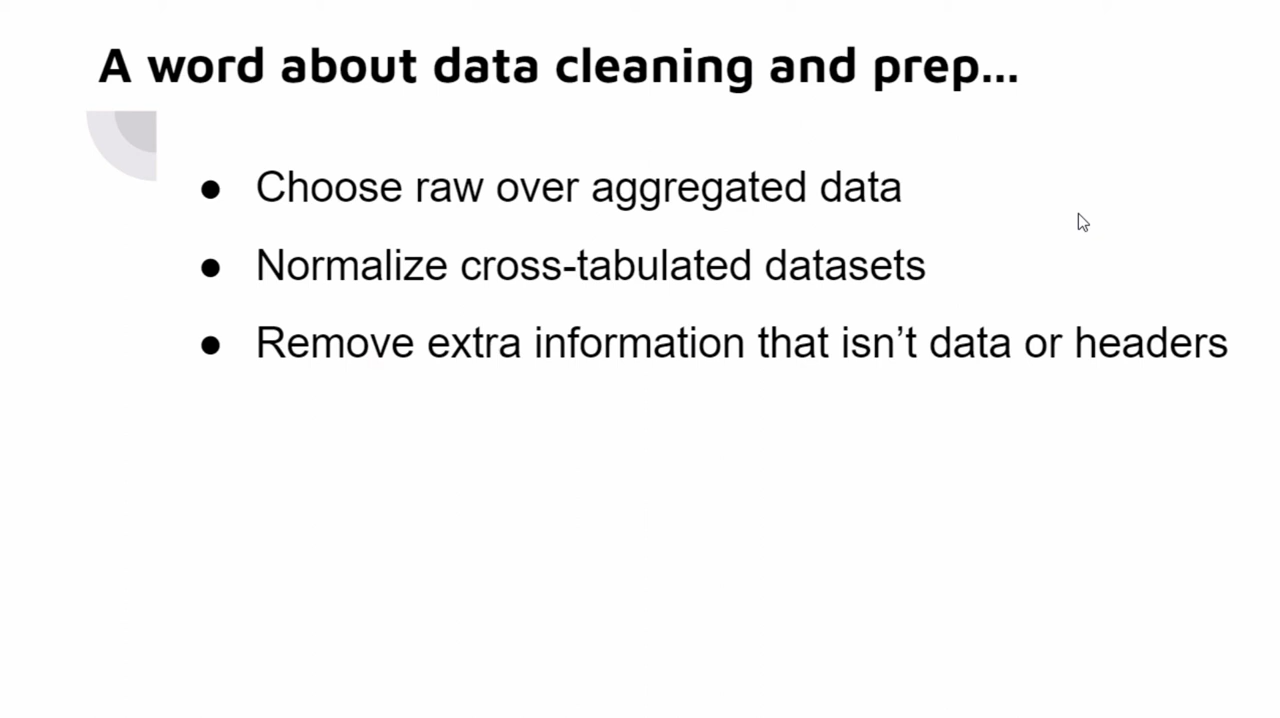 A word about data cleaning and prep...
● Choose raw over aggregated data
● Normalize cross-tabulated datasets
● Remove extra information that isn’t data or headers